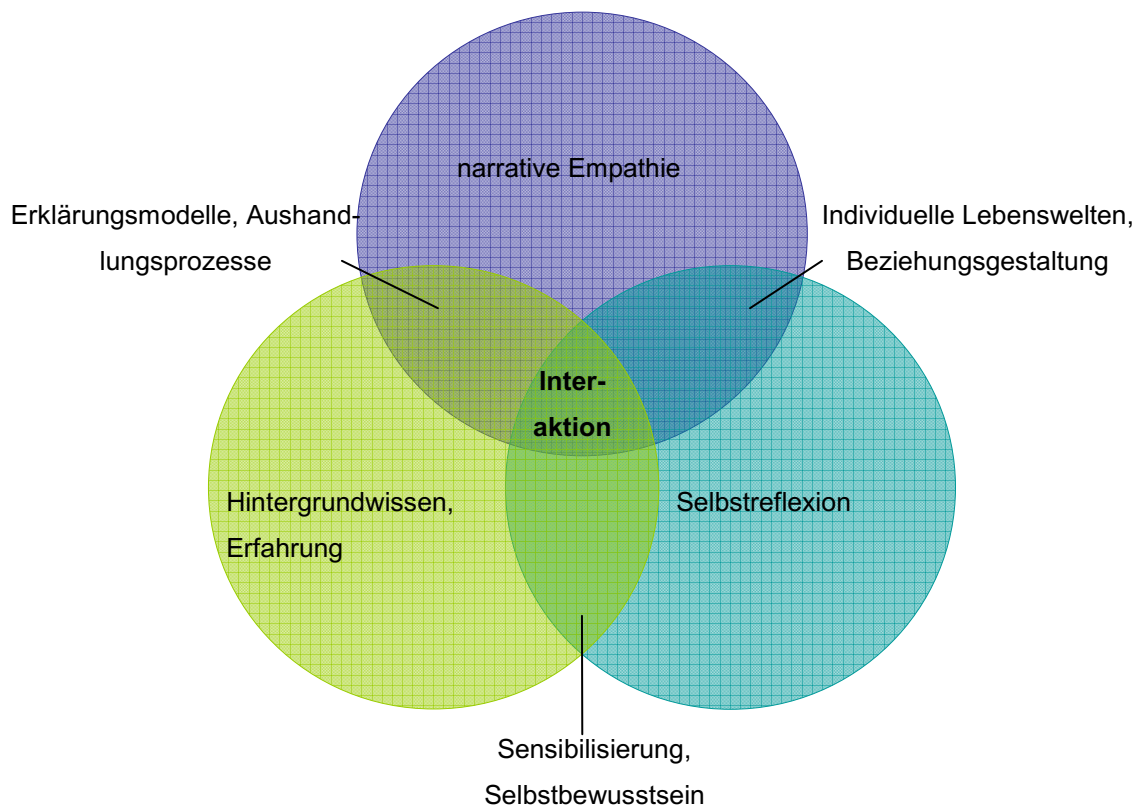 narrative Empathie
Erklärungsmodelle, Aushand-
lungsprozesse
Individuelle Lebenswelten,
Beziehungsgestaltung
Inter-
aktion
Hintergrundwissen,
Erfahrung
Selbstreflexion
Sensibilisierung,
Selbstbewusstsein